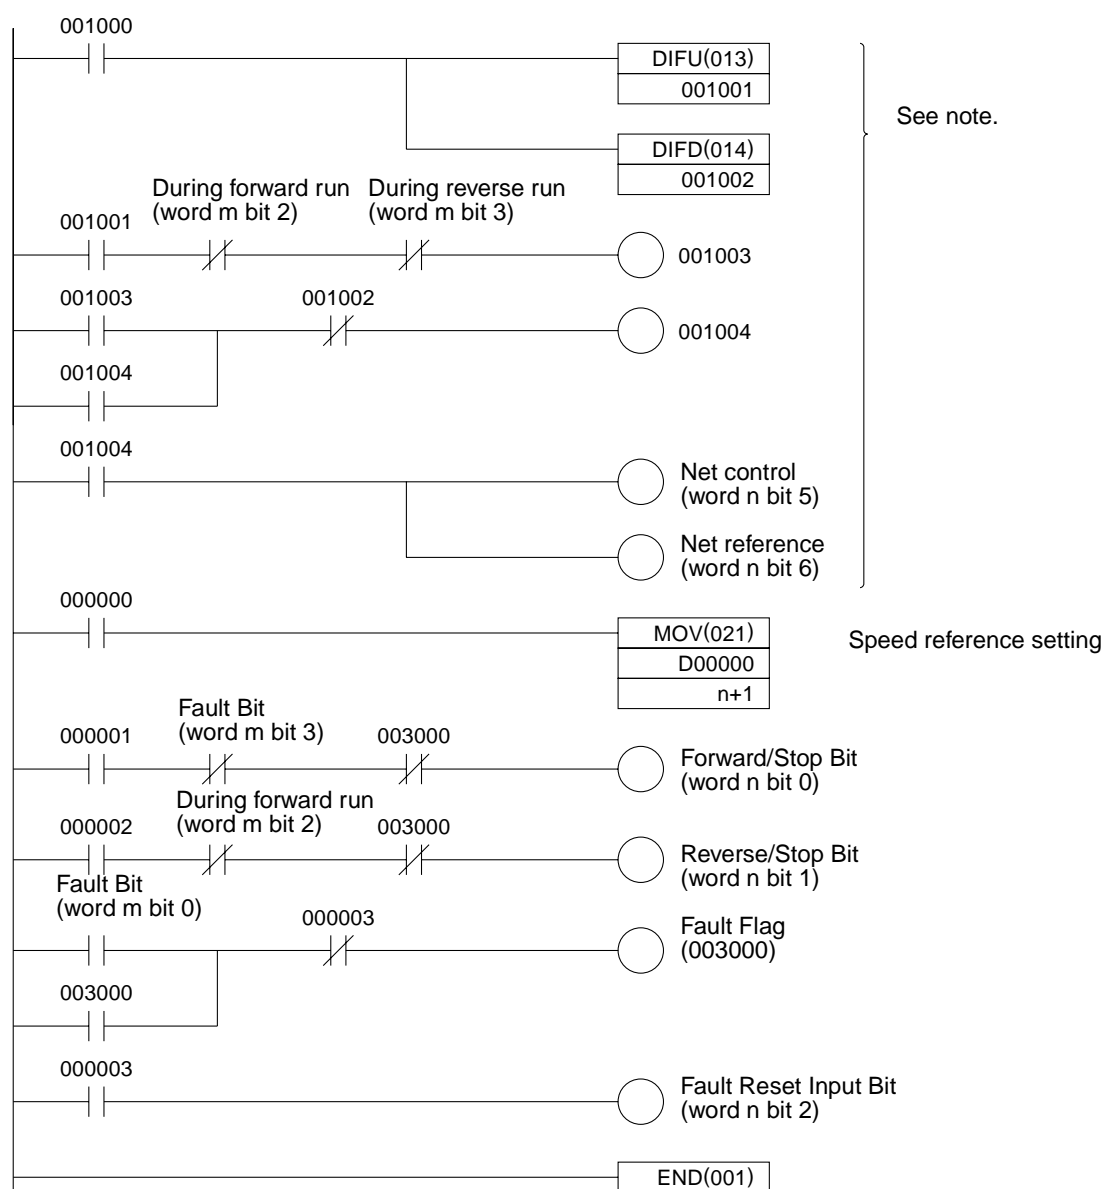 001000
DIFU(013)
001001
See note.
DIFD(014)
001002
During forward run
(word m bit 2)
During reverse run
(word m bit 3)
001001
001003
001003
001002
001004
001004
001004
Net control
(word n bit 5)
Net reference
(word n bit 6)
000000
MOV(021)
D00000
n+1
Speed reference setting
Fault Bit
(word m bit 3)
000001
003000
Forward/Stop Bit
(word n bit 0)
During forward run
(word m bit 2)
000002
003000
Reverse/Stop Bit
(word n bit 1)
Fault Bit
(word m bit 0)
000003
Fault Flag
(003000)
003000
000003
Fault Reset Input Bit
(word n bit 2)
END(001)